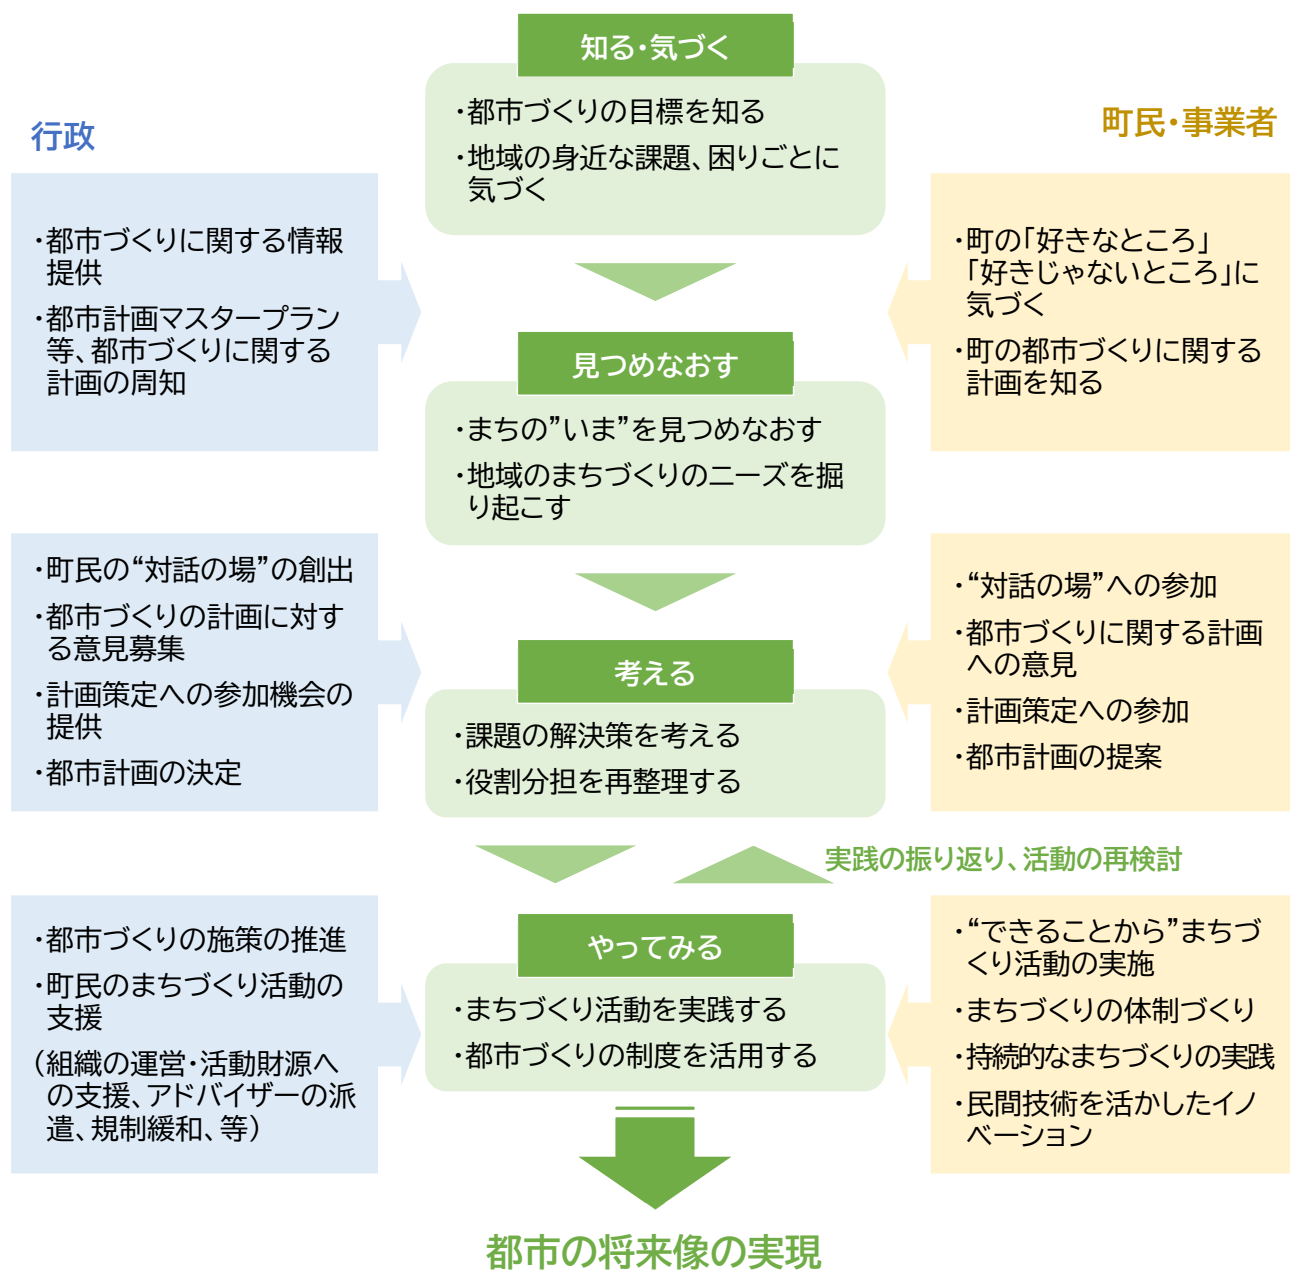 知る・気づく
・都市づくりの目標を知る
・地域の身近な課題、困りごとに
気づく
行政
・都市づくりに関する情報
提供
・都市計画マスタープラン
等、都市づくりに関する
計画の周知
町民・事業者
・町の「好きなところ」
「好きじゃないところ」に
気づく
・町の都市づくりに関する
計画を知る
見つめなおす
・まちの”いま”を見つめなおす
・地域のまちづくりのニーズを掘
り起こす
・町民の“対話の場”の創出
・都市づくりの計画に対す
る意見募集
・計画策定への参加機会の
提供
・都市計画の決定
考える
・課題の解決策を考える
・役割分担を再整理する
・“対話の場”への参加
・都市づくりに関する計画
への意見
・計画策定への参加
・都市計画の提案
実践の振り返り、活動の再検討
・都市づくりの施策の推進
・町民のまちづくり活動の
支援
（組織の運営・活動財源へ
の支援、アドバイザーの派
遣、規制緩和、等）
やってみる
・まちづくり活動を実践する
・都市づくりの制度を活用する
・“できることから”まちづ
くり活動の実施
・まちづくりの体制づくり
・持続的なまちづくりの実践
・民間技術を活かしたイノ
ベーション
都市の将来像の実現